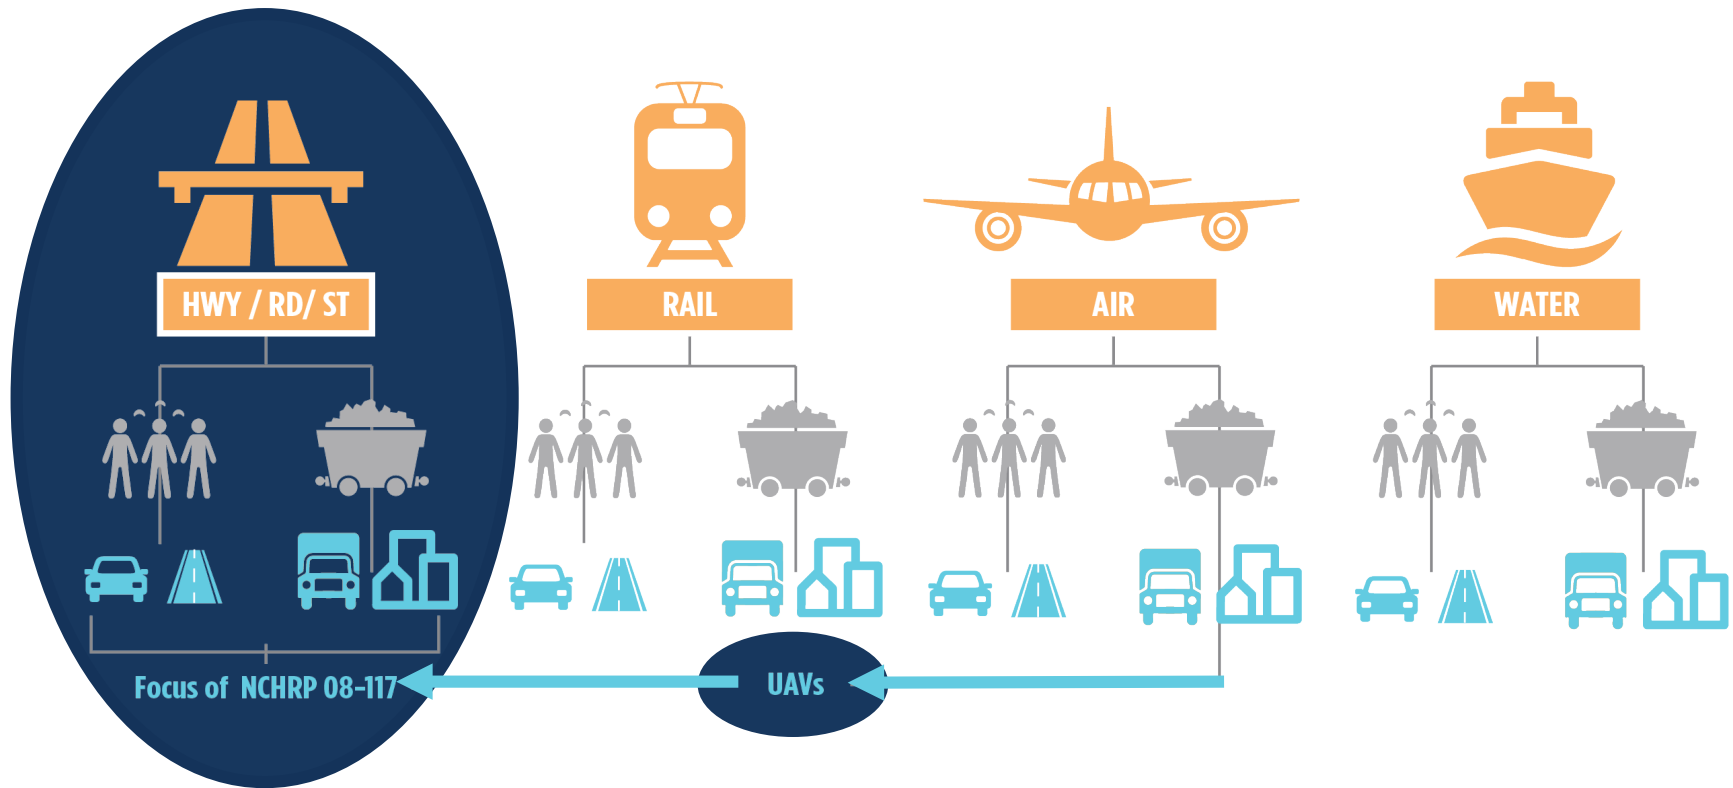 HWY / RD/ ST
RAIL
AIR
WATER
Focus of NCHRP 08-117
UAVs